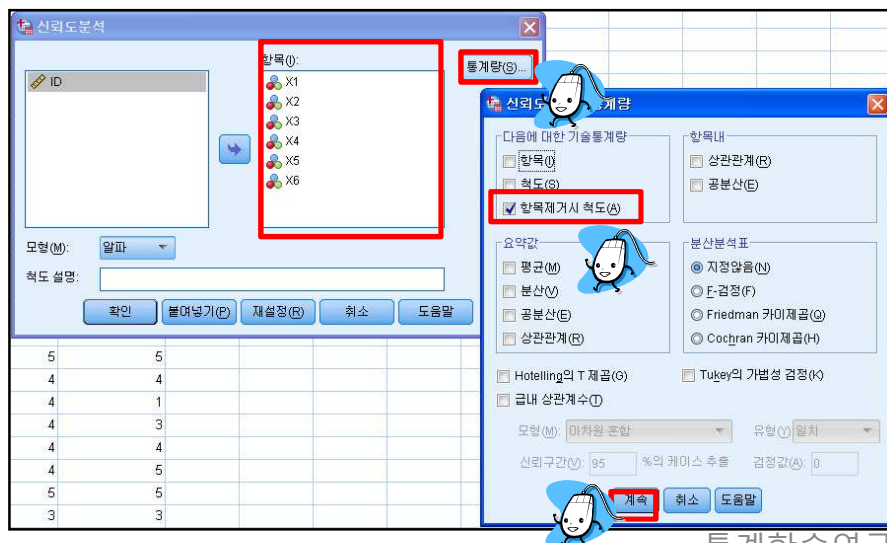 신뢰도분석
ID
항목(I):
X1
X2
X3
X4
X5
X6
통계량(S)...
모형(M): 알파
척도 설명:
확인 붙여넣기(P) 재설정(R) 취소 도움말
5 5
4 4
4 1
4 3
4 4
4 5
5 5
3 3
다음에 대한 기술통계량
항목(I)
척도(S)
항목제거시 척도(A)
항목내
상관관계(R)
공분산(E)
요약값
평균(M)
분산(V)
공분산(E)
상관관계(R)
분산분석표
지정않음(N)
F-검정(F)
Friedman 카이제곱(Q)
Cochran 카이제곱(H)
Hotelling의 T 제곱(G) Tukey의 가법성 검정(K)
급내 상관계수(T)
모형(M): 이차원 혼합 유형(Y) 일치
신뢰구간(V): 95 %의 케이스 추출 검정값(A): 0
계속 취소 도움말